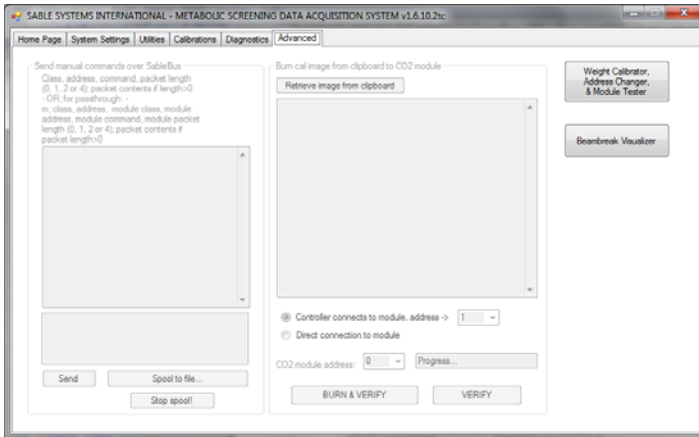 SABLE SYSTEMS INTERNATIONAL - METABOLIC SCREENING DATA ACQUISITION SYSTEM v1.6.10.2tc
Home Page
System Settings
Utilities
Calibrations
Diagnostics
Advanced
Send manual commands over SableBus
Class, address, command, packet length
(0, 1, 2 or 4); packet contents if length>0
- OR, for passthrough: -
m, class, address, module class, module
address, module command, module packet
length (0, 1, 2 or 4); packet contents if
packet length>0
Send
Spool to file...
Stop spool!
Burn cal image from clipboard to CO2 module
Retrieve image from clipboard
Controller connects to module, address ->
1
Direct connection to module
CO2 module address:
0
Progress...
BURN & VERIFY
VERIFY
Weight Calibrator,
Address Changer,
& Module Tester
Beambreak Visualizer